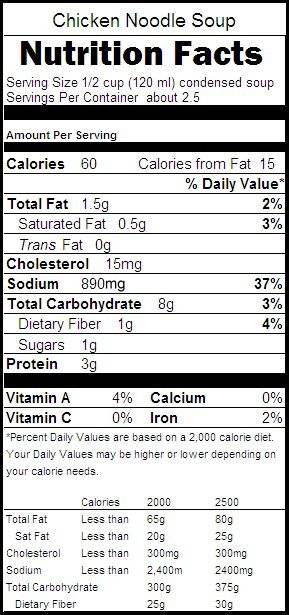 Chicken Noodle Soup
Nutrition Facts
Serving Size 1/2 cup (120 ml) condensed soup
Servings Per Container about 2.5
Amount Per Serving
Calories 60 Calories from Fat 15
% Daily Value*
Total Fat 1.5g 2%
Saturated Fat 0.5g 3%
Trans Fat 0g
Cholesterol 15mg
Sodium 890mg 37%
Total Carbohydrate 8g 3%
Dietary Fiber 1g 4%
Sugars 1g
Protein 3g
Vitamin A 4% Calcium 0%
Vitamin C 0% Iron 2%
*Percent Daily Values are based on a 2,000 calorie diet.
Your Daily Values may be higher or lower depending on
your calorie needs.
Calories 2000 2500
Total Fat Less than 65g 80g
Sat Fat Less than 20g 25g
Cholesterol Less than 300mg 300mg
Sodium Less than 2,400m 2400mg
Total Carbohydrate 300g 375g
Dietary Fiber 25g 30g